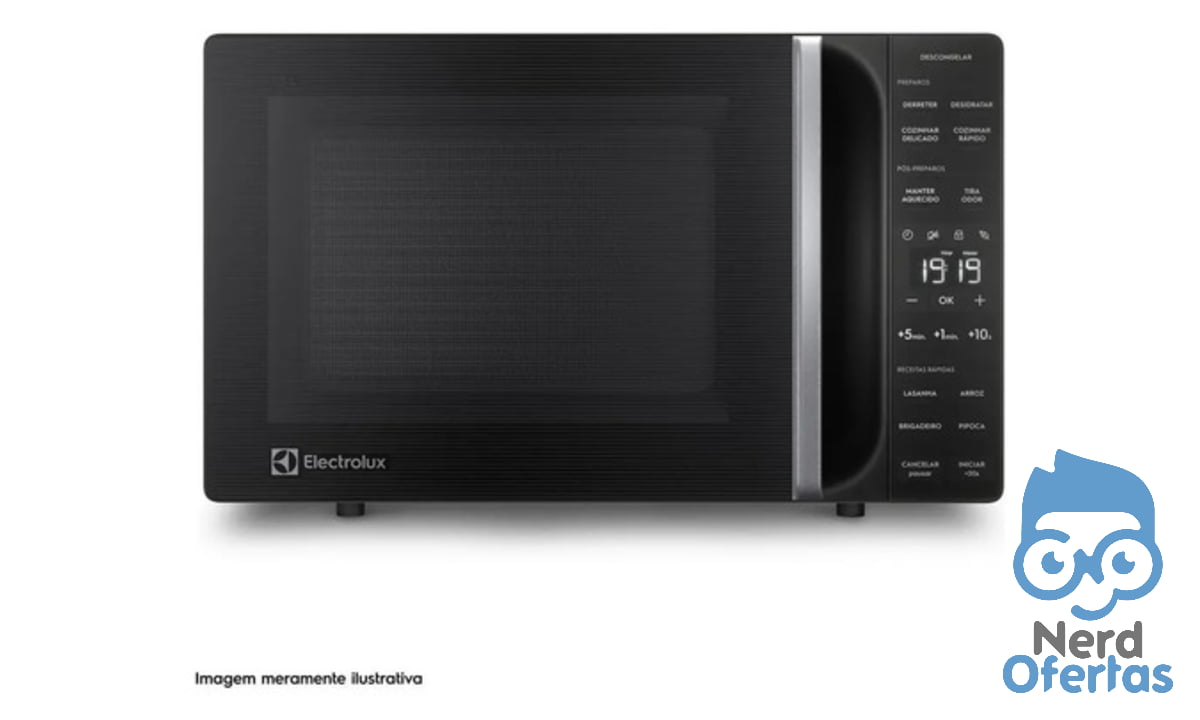 DESCONGELAR
PREPAROS
DERRETER DESIDRATAR
COZINHAR DELICADO
COZINHAR RÁPIDO
PÓS-PREPAROS
MANTER AQUECIDO
TIRA ODOR
19:19
− OK +
+5min. +1min. +10s
RECEITAS RÁPIDAS
LASANHA ARROZ
BRIGADEIRO PIPOCA
CANCELAR pausar
INICIAR +30s
Electrolux
Imagem meramente ilustrativa
Nerd
Ofertas